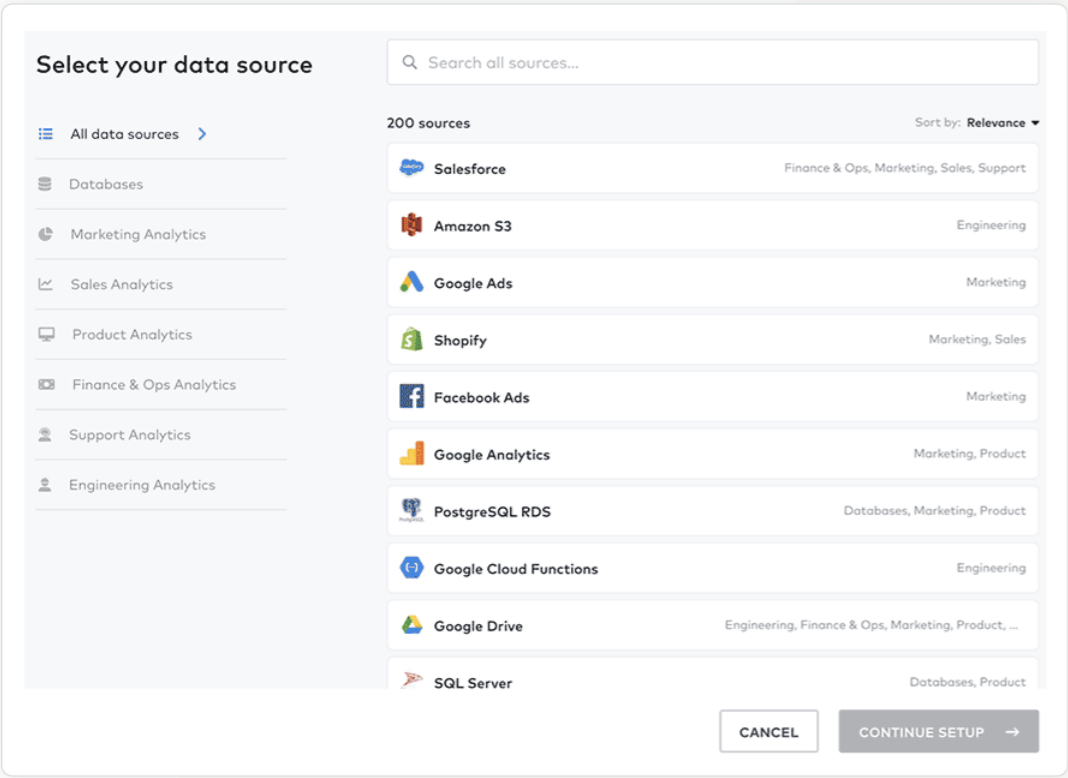 Select your data source
Search all sources...
All data sources
Databases
Marketing Analytics
Sales Analytics
Product Analytics
Finance & Ops Analytics
Support Analytics
Engineering Analytics
200 sources
Sort by: Relevance
Salesforce Finance & Ops, Marketing, Sales, Support
Amazon S3 Engineering
Google Ads Marketing
Shopify Marketing, Sales
Facebook Ads Marketing
Google Analytics Marketing, Product
PostgreSQL RDS Databases, Marketing, Product
Google Cloud Functions Engineering
Google Drive Engineering, Finance & Ops, Marketing, Product, ...
SQL Server Databases, Product
CANCEL
CONTINUE SETUP